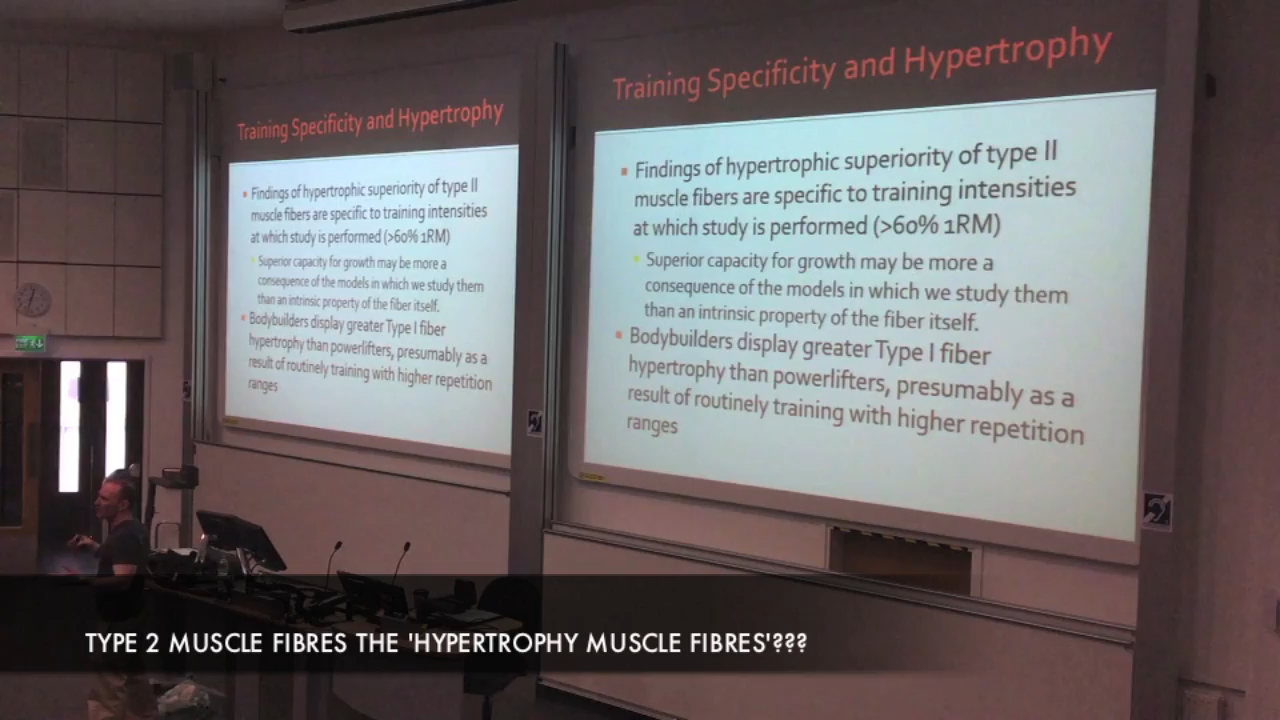 Training Specificity and Hypertrophy
Findings of hypertrophic superiority of type II
muscle fibers are specific to training intensities
at which study is performed (>60% 1RM)
Superior capacity for growth may be more a
consequence of the models in which we study them
than an intrinsic property of the fiber itself.
Bodybuilders display greater Type I fiber
hypertrophy than powerlifters, presumably as a
result of routinely training with higher repetition
ranges
Training Specificity and Hypertrophy
Findings of hypertrophic superiority of type II
muscle fibers are specific to training intensities
at which study is performed (>60% 1RM)
Superior capacity for growth may be more a
consequence of the models in which we study them
than an intrinsic property of the fiber itself.
Bodybuilders display greater Type I fiber
hypertrophy than powerlifters, presumably as a
result of routinely training with higher repetition
ranges
TYPE 2 MUSCLE FIBRES THE 'HYPERTROPHY MUSCLE FIBRES'???